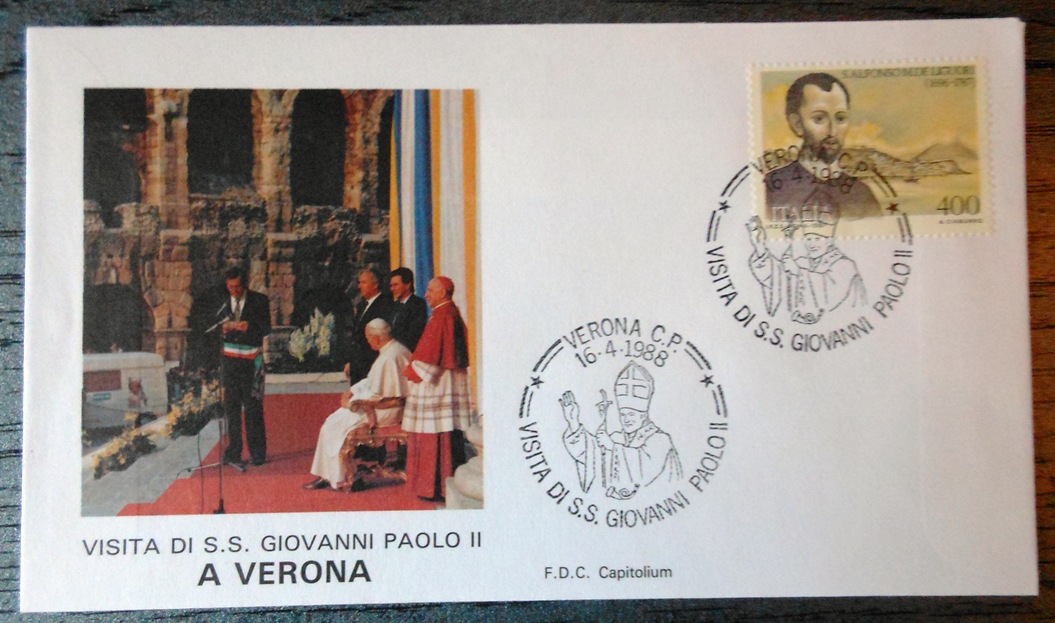 S.ALFONSO M.DE LIGUORI
(1696-1787)
ITALIA
400
VERONA C.P.
16.4.1988
VISITA DI S.S. GIOVANNI PAOLO II
VERONA C.P.
16.4.1988
VISITA DI S.S. GIOVANNI PAOLO II
VISITA DI S.S. GIOVANNI PAOLO II
A VERONA
F.D.C. Capitolium